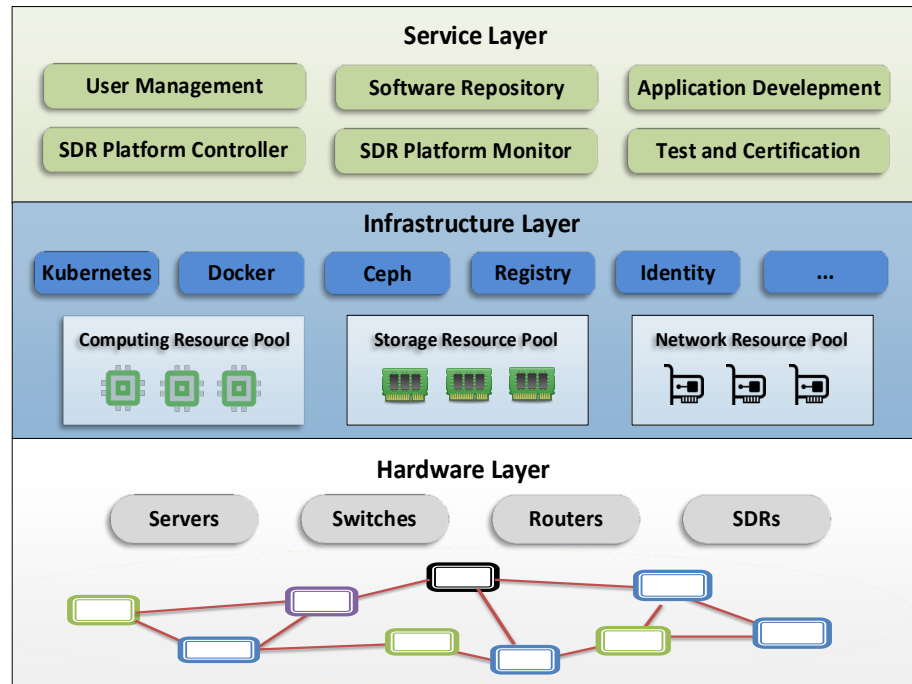 Service Layer
User Management
Software Repository
Application Develepment
SDR Platform Controller
SDR Platform Monitor
Test and Certification
Infrastructure Layer
Kubernetes
Docker
Ceph
Registry
Identity
...
Computing Resource Pool
Storage Resource Pool
Network Resource Pool
Hardware Layer
Servers
Switches
Routers
SDRs